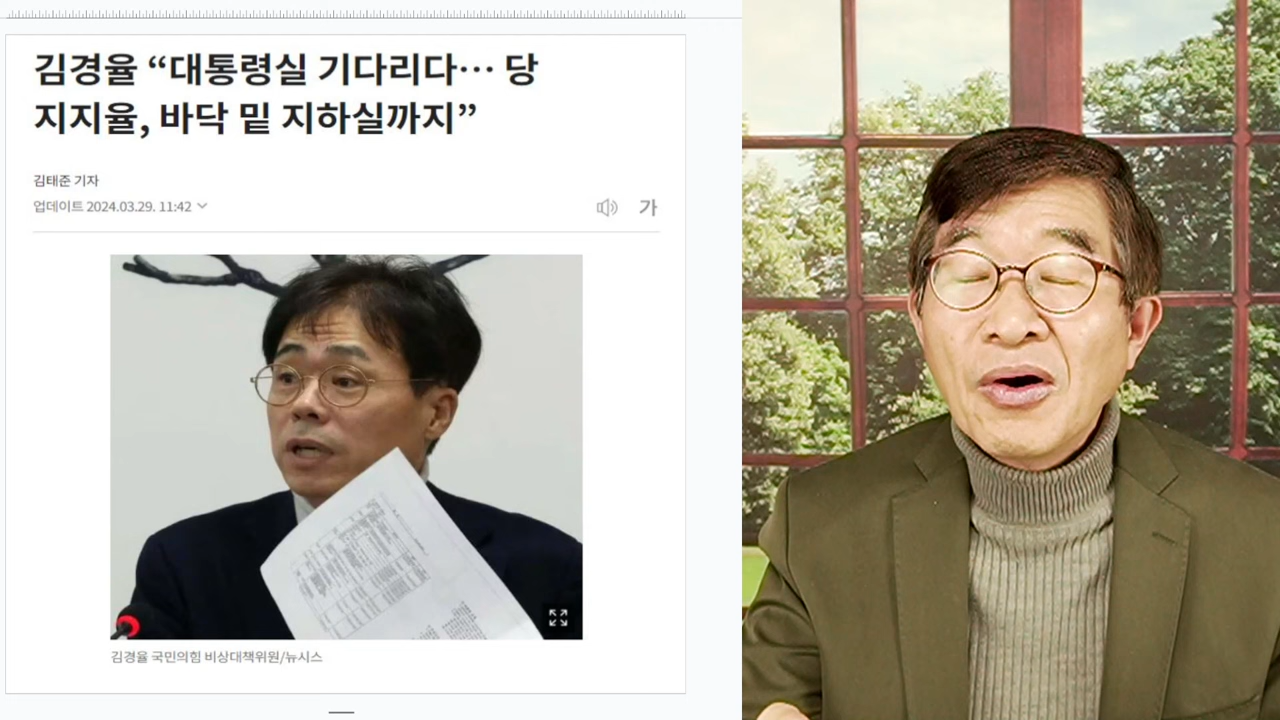 김경율 “대통령실 기다리다… 당
지지율, 바닥 밑 지하실까지”
김태준 기자
업데이트 2024.03.29. 11:42
가
김경율 국민의힘 비상대책위원/뉴시스